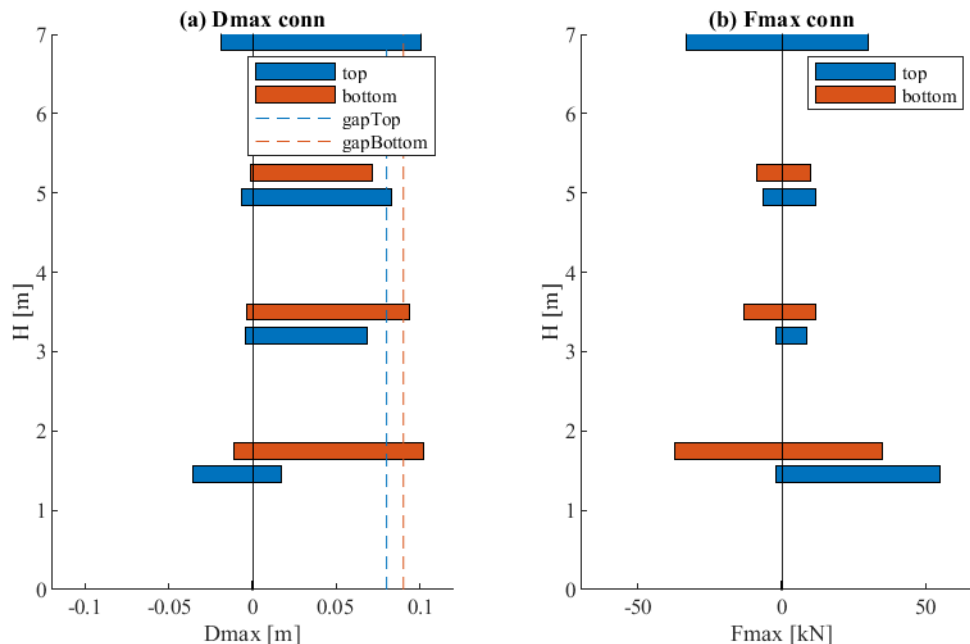 (a) Dmax conn
7
6
5
4
3
2
1
0
H [m]
top
bottom
gapTop
gapBottom
-0.1
-0.05
0
0.05
0.1
Dmax [m]
(b) Fmax conn
7
6
5
4
3
2
1
0
H [m]
top
bottom
-50
0
50
Fmax [kN]